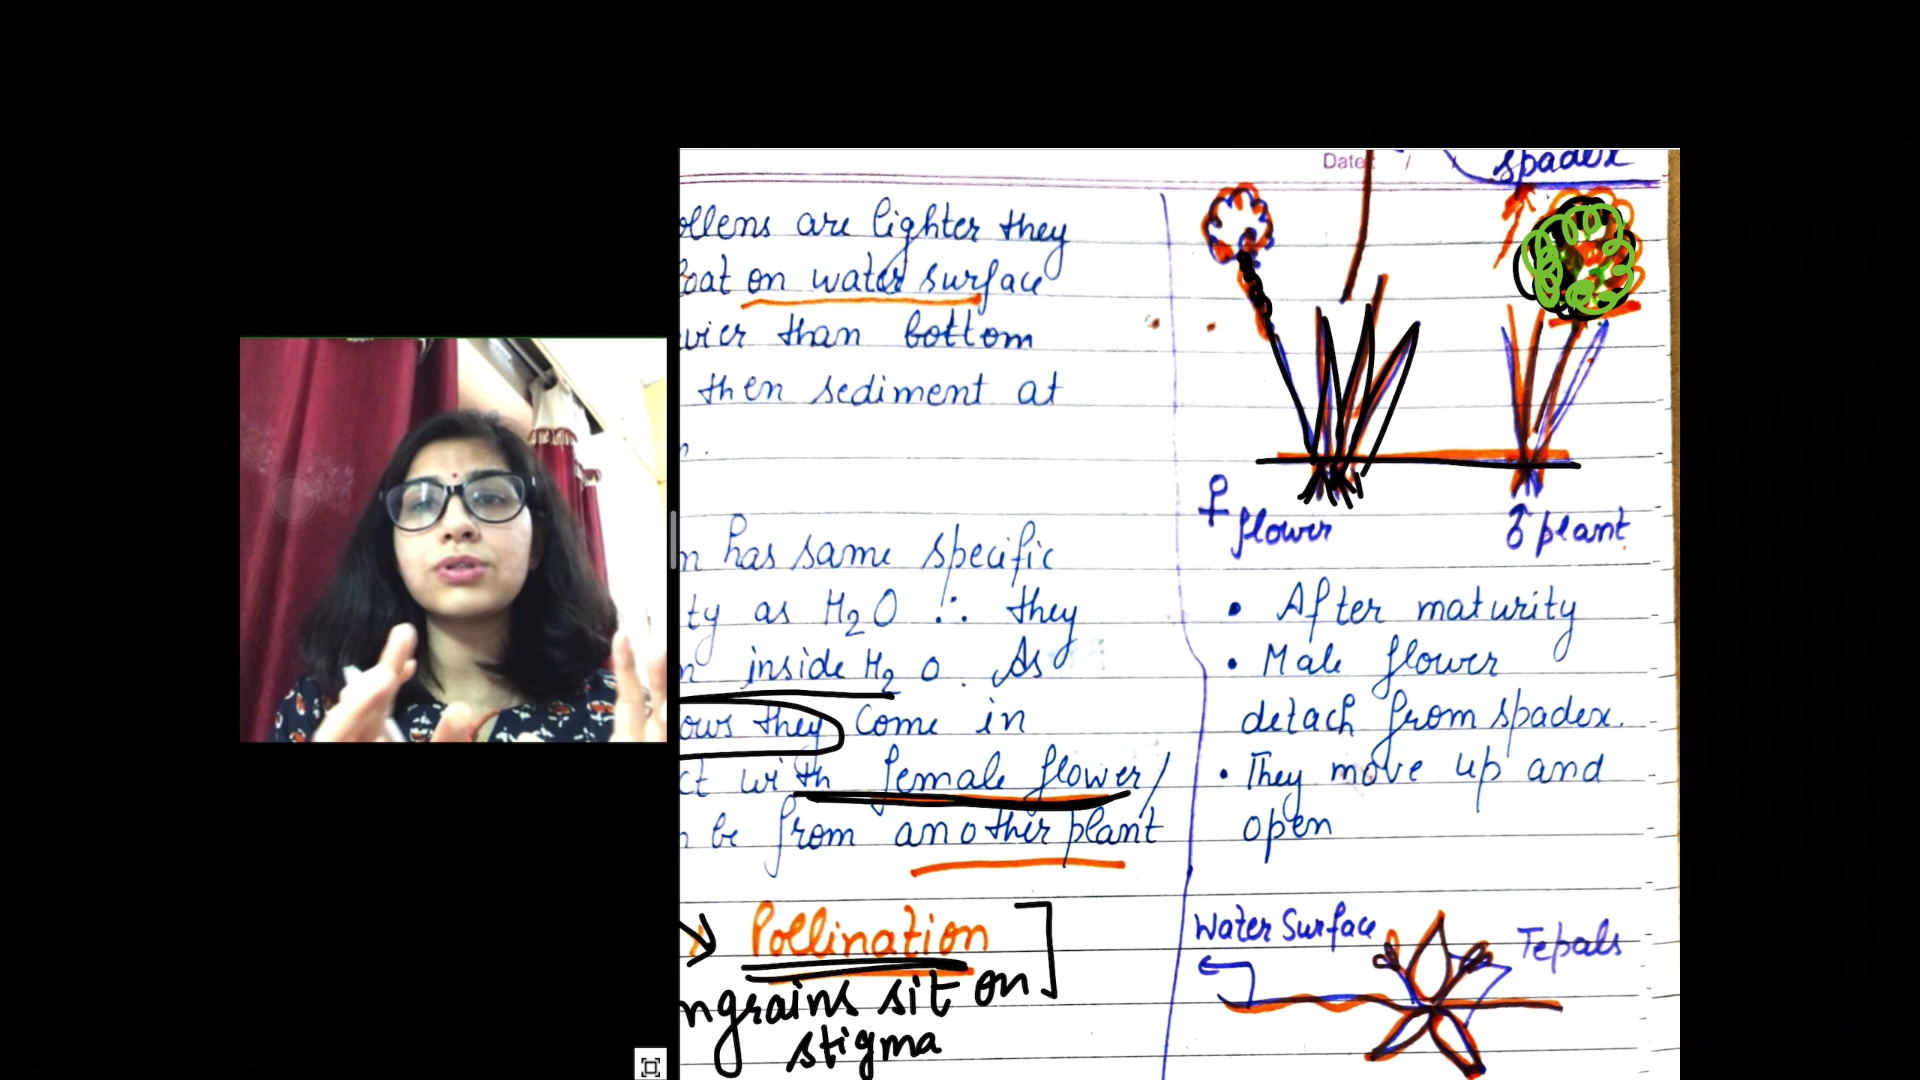 Date / /
spadix
ollens are lighter they
loat on water surface
vier than bottom
then sediment at
n.
n has same specific
ty as H2O ∴ they
n inside H2O. As
ows they come in
ct with female flower/
n be from another plant
Pollination
ngrains sit on
stigma
♀ flower
♂ plant
• After maturity
• Male flower
detach from spadex.
• They move up and
open
Water Surface
Tepals